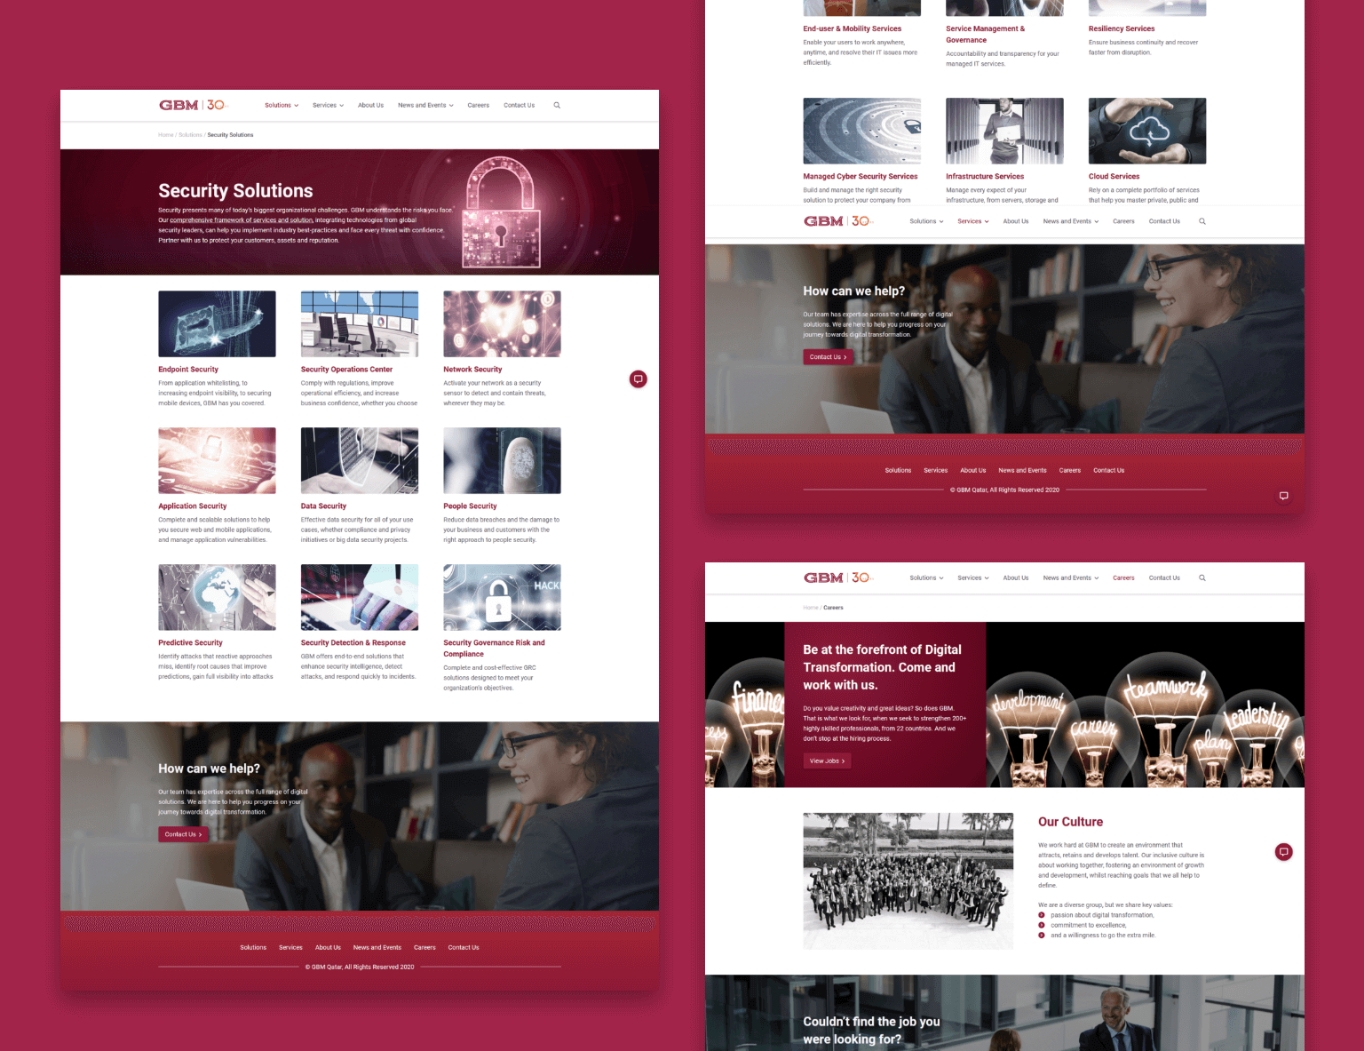 GBM | 30
Solutions Services About Us News and Events Careers Contact Us
Home / Solutions / Security Solutions
Security Solutions
Security presents many of today's biggest organizational challenges. GBM understands the risks you face.
Our comprehensive framework of services and solution, integrating technologies from global
security leaders, can help you implement industry best-practices and face every threat with confidence.
Partner with us to protect your customers, assets and reputation.
Endpoint Security
From application whitelisting, to
increasing endpoint visibility, to securing
mobile devices, GBM has you covered.
Security Operations Center
Comply with regulations, improve
operational efficiency, and increase
business confidence, whether you choose
Network Security
Activate your network as a security
sensor to detect and contain threats,
wherever they may be.
Application Security
Complete and scalable solutions to help
you secure web and mobile applications,
and manage application vulnerabilities.
Data Security
Effective data security for all of your use
cases, whether compliance and privacy
initiatives or big data security projects.
People Security
Reduce data breaches and the damage to
your business and customers with the
right approach to people security.
HACK
Predictive Security
Identify attacks that reactive approaches
miss, identify root causes that improve
predictions, gain full visibility into attacks
Security Detection & Response
GBM offers end-to-end solutions that
enhance security intelligence, detect
attacks, and respond quickly to incidents.
Security Governance Risk and
Compliance
Complete and cost-effective GRC
solutions designed to meet your
organization's objectives.
How can we help?
Our team has expertise across the full range of digital
solutions. We are here to help you progress on your
journey towards digital transformation.
Contact Us
Solutions Services About Us News and Events Careers Contact Us
© GBM Qatar, All Rights Reserved 2020
End-user & Mobility Services
Enable your users to work anywhere,
anytime, and resolve their IT issues more
efficiently.
Service Management &
Governance
Accountability and transparency for your
managed IT services.
Resiliency Services
Ensure business continuity and recover
faster from disruption.
Managed Cyber Security Services
Build and manage the right security
solution to protect your company from
Infrastructure Services
Manage every expect of your
infrastructure, from servers, storage and
Cloud Services
Rely on a complete portfolio of services
that help you master private, public and
GBM | 30
Solutions Services About Us News and Events Careers Contact Us
How can we help?
Our team has expertise across the full range of digital
solutions. We are here to help you progress on your
journey towards digital transformation.
Contact Us
Solutions Services About Us News and Events Careers Contact Us
© GBM Qatar, All Rights Reserved 2020
GBM | 30
Solutions Services About Us News and Events Careers Contact Us
Home / Careers
Be at the forefront of Digital
Transformation. Come and
work with us.
Do you value creativity and great ideas? So does GBM.
That is what we look for, when we seek to strengthen 200+
highly skilled professionals, from 22 countries. And we
don't stop at the hiring process.
View Jobs
finance
development
career
teamwork
plan
leadership
Our Culture
We work hard at GBM to create an environment that
attracts, retains and develops talent. Our inclusive culture is
about working together, fostering an environment of growth
and development, whilst reaching goals that we all help to
define.
We are a diverse group, but we share key values:
passion about digital transformation,
commitment to excellence,
and a willingness to go the extra mile.
Couldn't find the job you
were looking for?